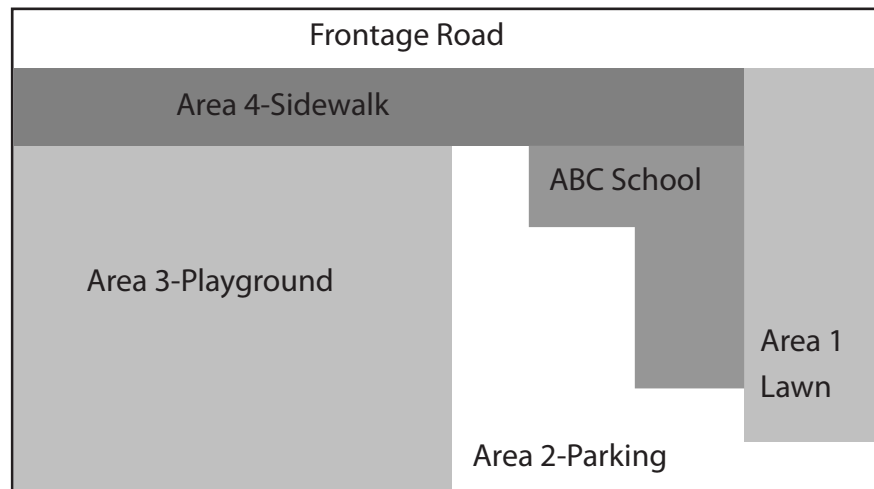 Frontage Road
Area 4-Sidewalk
ABC School
Area 3-Playground
Area 1
Lawn
Area 2-Parking